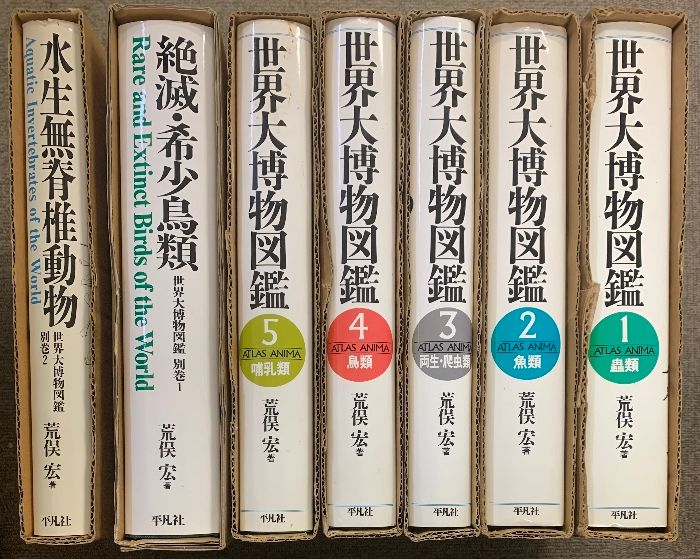 水生無脊椎動物
Aquatic Invertebrates of the World
世界大博物図鑑
別巻2
荒俣 宏 著
平凡社
絶滅・希少鳥類
Rare and Extinct Birds of the World
世界大博物図鑑 別巻1
荒俣 宏 著
平凡社
世界大博物図鑑
5
ATLAS ANIMA
哺乳類
荒俣 宏 著
平凡社
世界大博物図鑑
4
ATLAS ANIMA
鳥類
荒俣 宏 著
平凡社
世界大博物図鑑
3
ATLAS ANIMA
両生・爬虫類
荒俣 宏 著
平凡社
世界大博物図鑑
2
ATLAS ANIMA
魚類
荒俣 宏 著
平凡社
世界大博物図鑑
1
ATLAS ANIMA
蟲類
荒俣 宏 著
平凡社